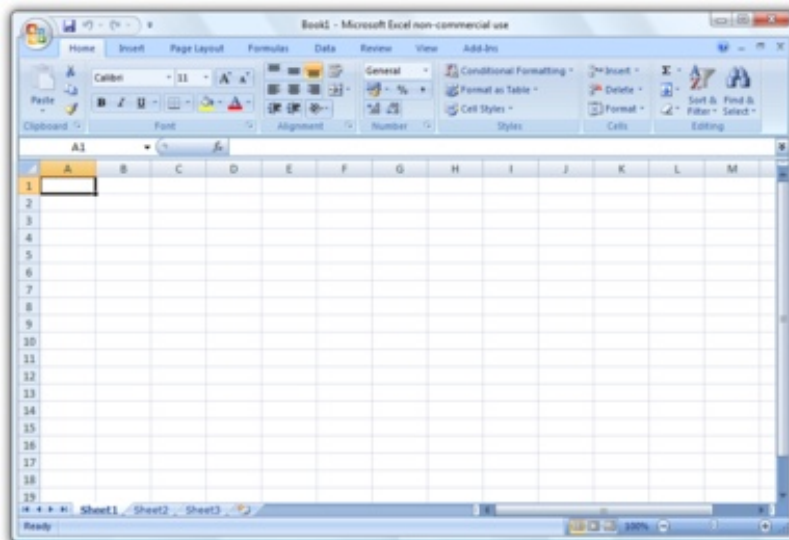 Book1 - Microsoft Excel non-commercial use
Home Insert Page Layout Formulas Data Review View Add-Ins
Calibri 11 A A General Conditional Formatting Insert Σ
Paste B I U A % Format as Table Delete Sort & Find &
Cell Styles Format Filter Select
Clipboard Font Alignment Number Styles Cells Editing
A1 fx
A B C D E F G H I J K L M
1
2
3
4
5
6
7
8
9
10
11
12
13
14
15
16
17
18
19
Sheet1 Sheet2 Sheet3
Ready 100%